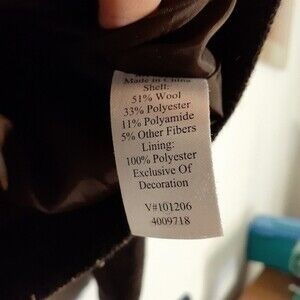 Made in China
Shell:
51% Wool
33% Polyester
11% Polyamide
5% Other Fibers
Lining:
100% Polyester
Exclusive Of
Decoration
V#101206
4009718